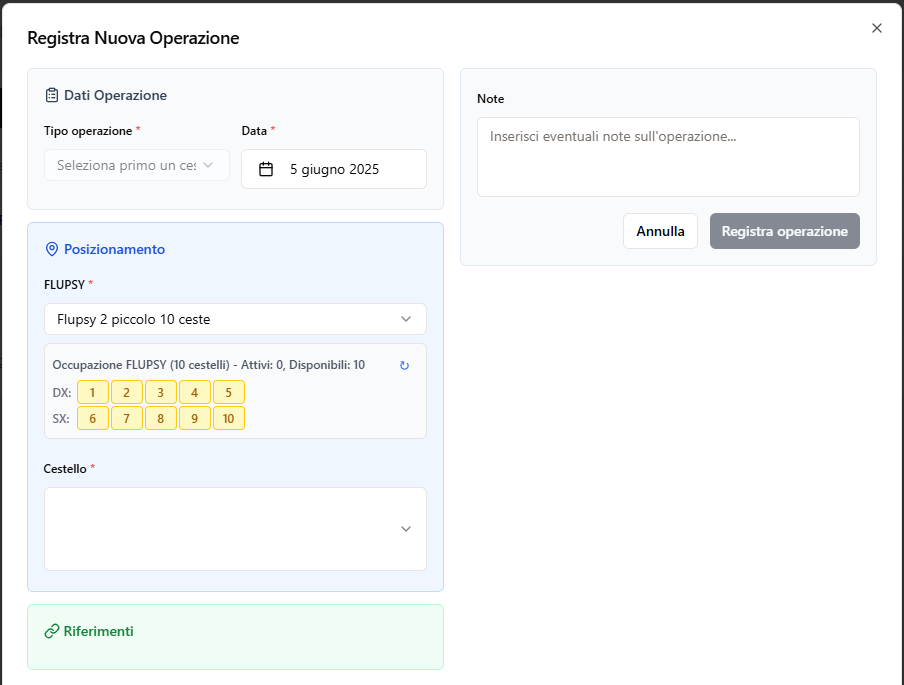 Registra Nuova Operazione
Dati Operazione
Tipo operazione *
Data *
Seleziona primo un ces
5 giugno 2025
Posizionamento
FLUPSY *
Flupsy 2 piccolo 10 ceste
Occupazione FLUPSY (10 cestelli) - Attivi: 0, Disponibili: 10
DX: 1 2 3 4 5
SX: 6 7 8 9 10
Cestello *
Riferimenti
Note
Inserisci eventuali note sull'operazione...
Annulla
Registra operazione